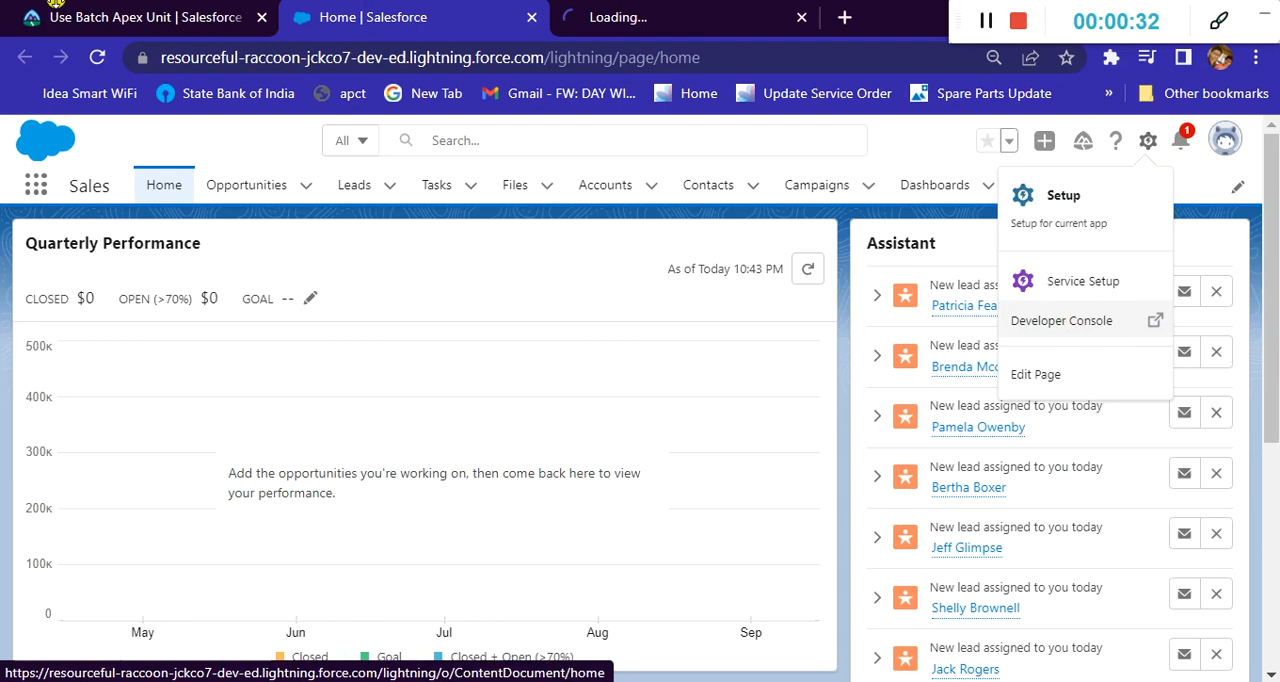 Use Batch Apex Unit | Salesforce
Home | Salesforce
Loading...
00:00:32
resourceful-raccoon-jckco7-dev-ed.lightning.force.com/lightning/page/home
Idea Smart WiFi
State Bank of India
apct
New Tab
Gmail - FW: DAY WI...
Home
Update Service Order
Spare Parts Update
»
Other bookmarks
All
Search...
1
Sales
Home
Opportunities
Leads
Tasks
Files
Accounts
Contacts
Campaigns
Dashboards
Setup
Setup for current app
Service Setup
Developer Console
Edit Page
Quarterly Performance
As of Today 10:43 PM
CLOSED $0 OPEN (>70%) $0 GOAL --
500K
400K
300K
200K
100K
0
Add the opportunities you're working on, then come back here to view
your performance.
May
Jun
Jul
Aug
Sep
Closed
Goal
Closed + Open (>70%)
Assistant
New lead ass
Patricia Fea
New lead ass
Brenda Mcc
New lead assigned to you today
Pamela Owenby
New lead assigned to you today
Bertha Boxer
New lead assigned to you today
Jeff Glimpse
New lead assigned to you today
Shelly Brownell
New lead assigned to you today
Jack Rogers
https://resourceful-raccoon-jckco7-dev-ed.lightning.force.com/lightning/o/ContentDocument/home